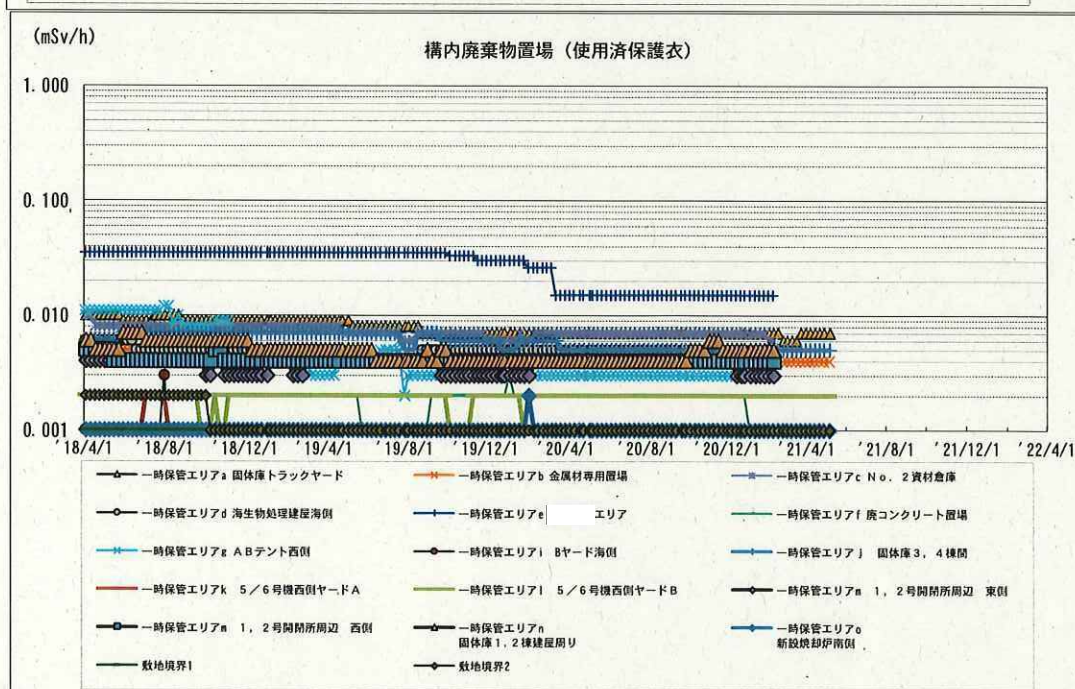 (mSv/h)
構内廃棄物置場（使用済保護衣）
1.000
0.100
0.010
0.001
'18/4/1 '18/8/1 '18/12/1 '19/4/1 '19/8/1 '19/12/1 '20/4/1 '20/8/1 '20/12/1 '21/4/1 '21/8/1 '21/12/1 '22/4/1
一時保管エリアa 固体庫トラックヤード 一時保管エリアb 金属材専用置場 一時保管エリアc No．2資材倉庫
一時保管エリアd 海生物処理建屋海側 一時保管エリアe エリア 一時保管エリアf 廃コンクリート置場
一時保管エリアg ABテント西側 一時保管エリアi Bヤード海側 一時保管エリアj 固体庫3，4棟間
一時保管エリアk 5／6号機西側ヤードA 一時保管エリアl 5／6号機西側ヤードB 一時保管エリアm 1，2号開閉所周辺 東側
一時保管エリアm 1，2号開閉所周辺 西側 一時保管エリアn 一時保管エリアo
固体庫1，2棟建屋周り 新設焼却炉南側
敷地境界1 敷地境界2